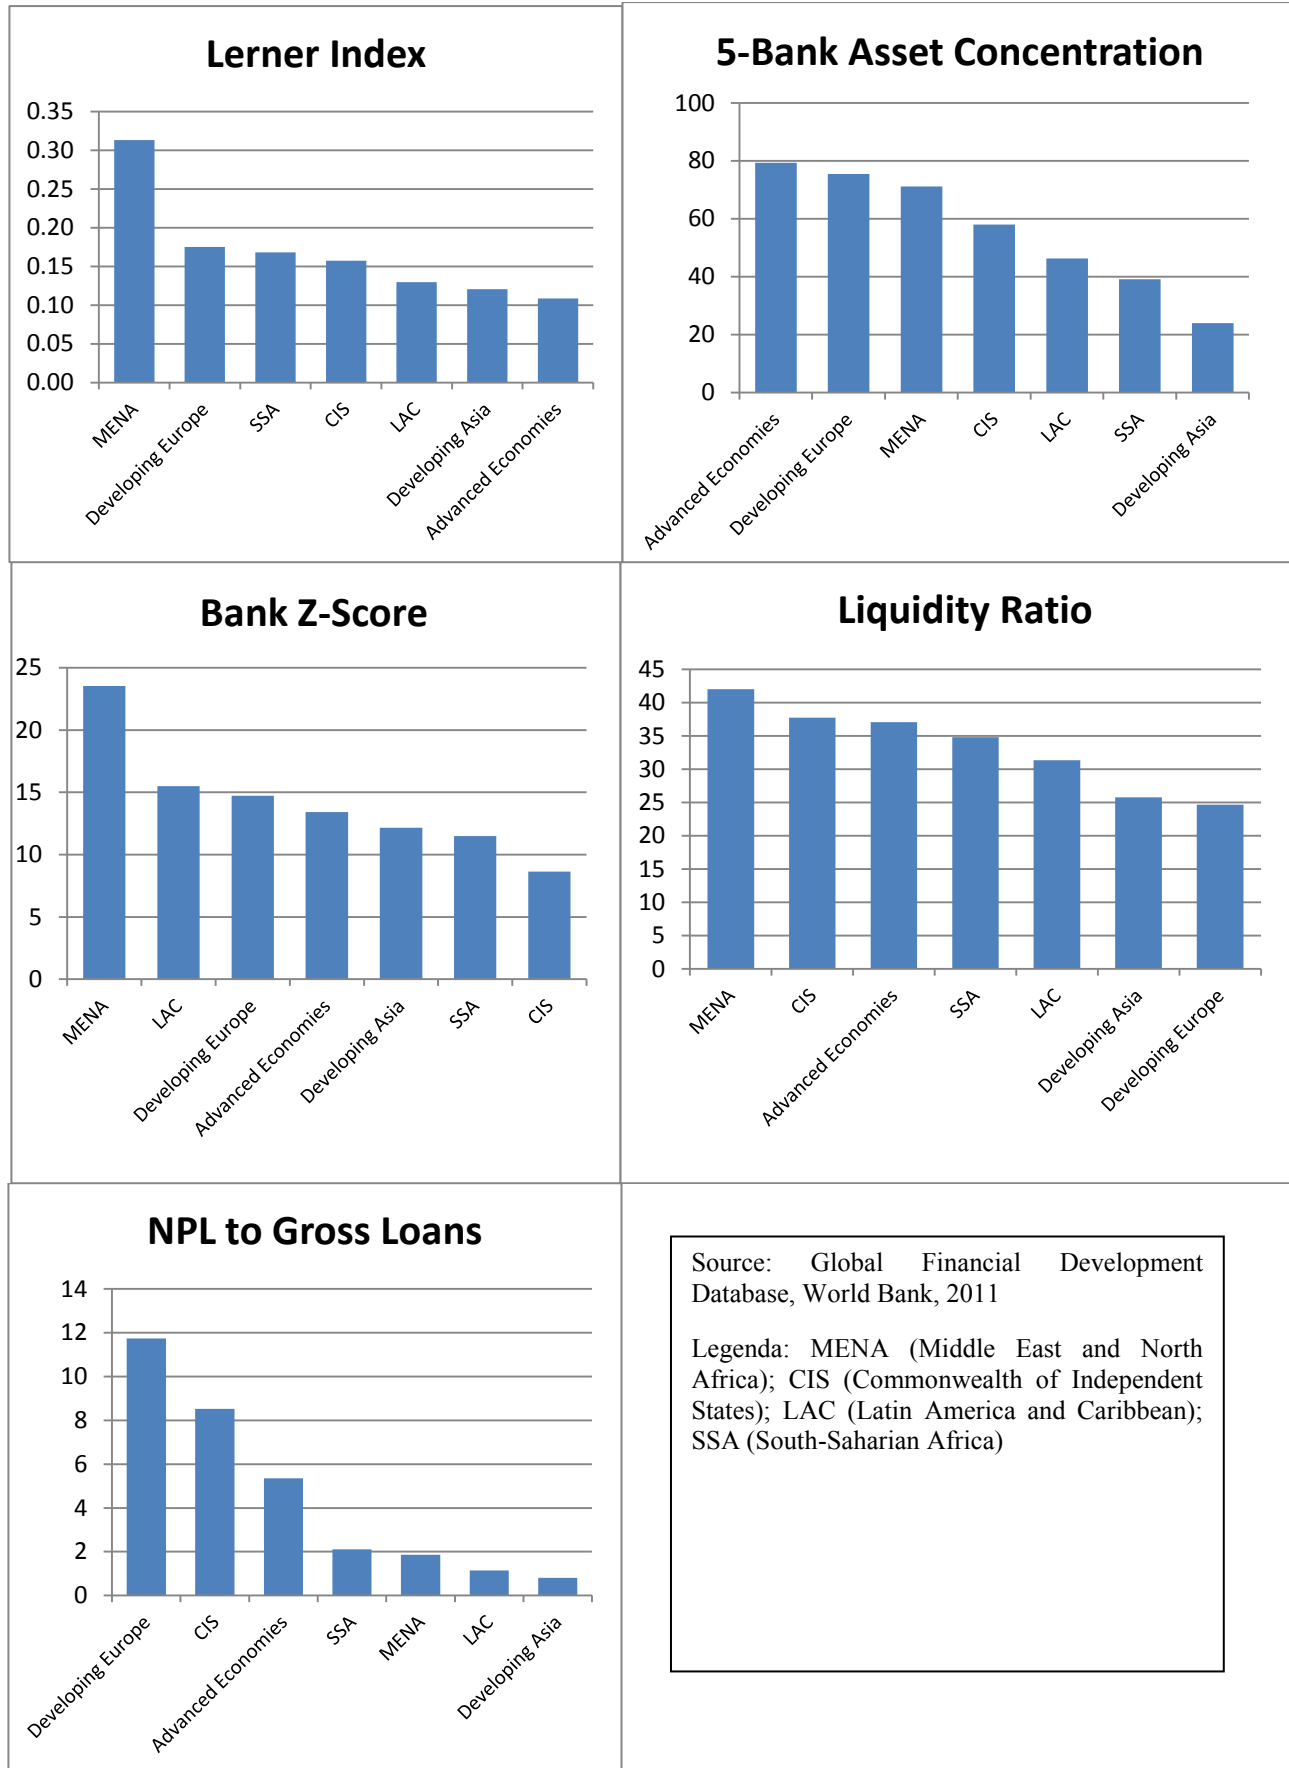 Lerner Index
0.35
0.30
0.25
0.20
0.15
0.10
0.05
0.00
MENA
Developing Europe
SSA
CIS
LAC
Developing Asia
Advanced Economies
5-Bank Asset Concentration
100
80
60
40
20
0
Advanced Economies
Developing Europe
MENA
CIS
LAC
SSA
Developing Asia
Bank Z-Score
25
20
15
10
5
0
MENA
LAC
Developing Europe
Advanced Economies
Developing Asia
SSA
CIS
Liquidity Ratio
45
40
35
30
25
20
15
10
5
0
MENA
CIS
Advanced Economies
SSA
LAC
Developing Asia
Developing Europe
NPL to Gross Loans
14
12
10
8
6
4
2
0
Developing Europe
CIS
Advanced Economies
SSA
MENA
LAC
Developing Asia
Source: Global Financial Development
Database, World Bank, 2011
Legenda: MENA (Middle East and North
Africa); CIS (Commonwealth of Independent
States); LAC (Latin America and Caribbean);
SSA (South-Saharian Africa)